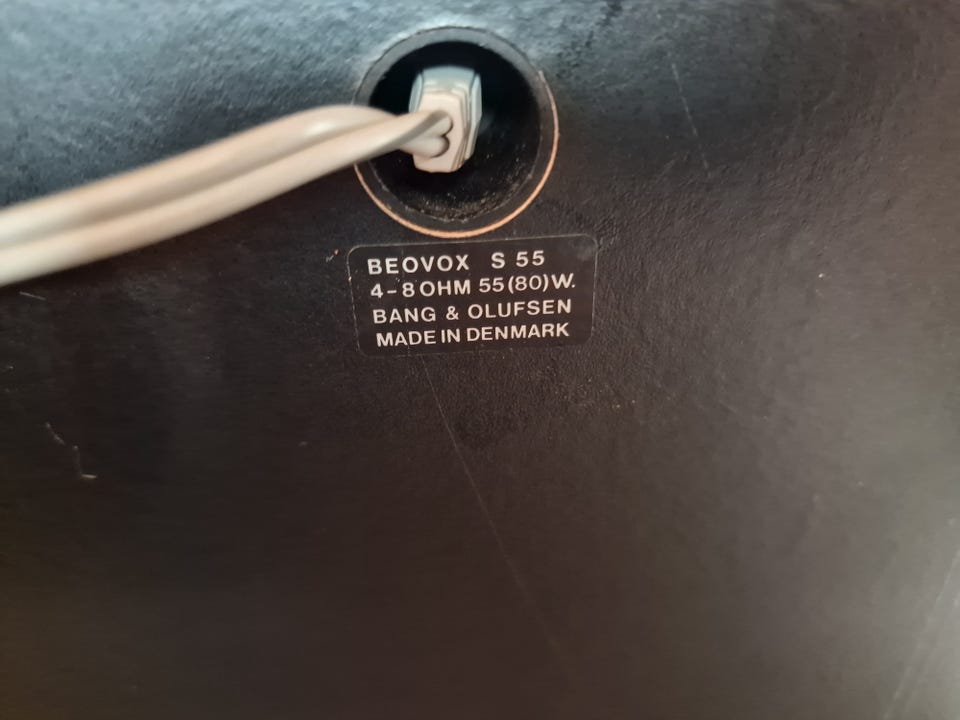 BEOVOX S 55
4-8 OHM 55(80)W.
BANG & OLUFSEN
MADE IN DENMARK